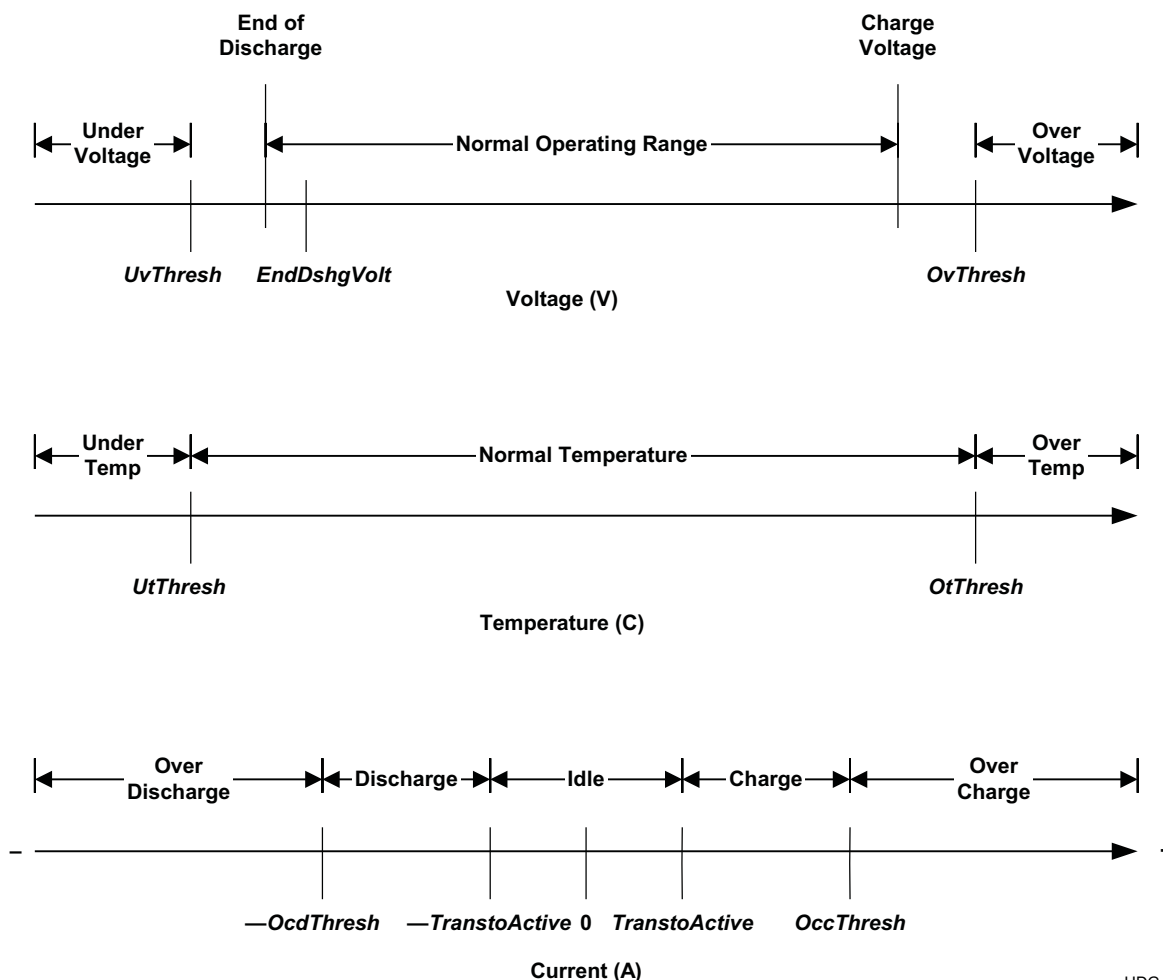 End of
Discharge
Charge
Voltage
Under
Voltage
Normal Operating Range
Over
Voltage
UvThresh
EndDshgVolt
OvThresh
Voltage (V)
Under
Temp
Normal Temperature
Over
Temp
UtThresh
OtThresh
Temperature (C)
Over
Discharge
Discharge
Idle
Charge
Over
Charge
–
—OcdThresh
—TranstoActive
0
TranstoActive
OccThresh
Current (A)